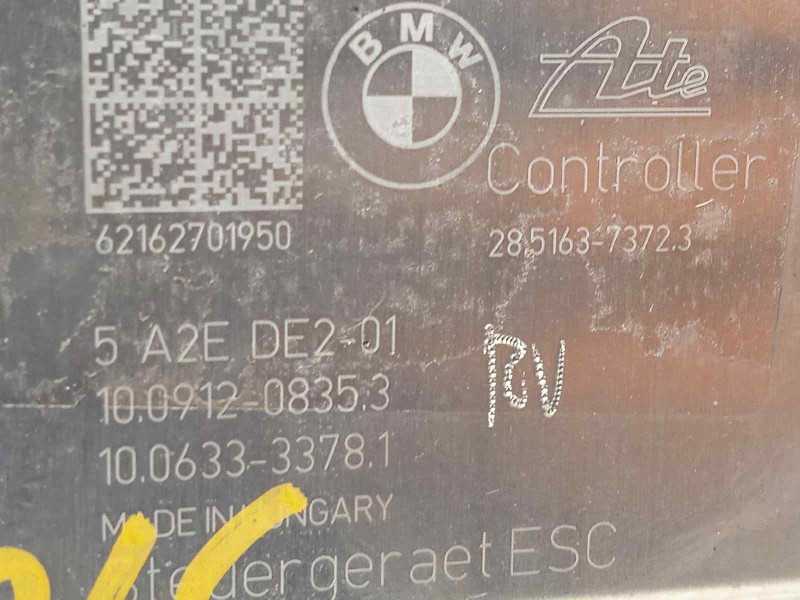 BMW Ate
Controller
62162701950 28.5163-7372.3
5 A2E DE2-01
10.0912-0835.3
10.0633-3378.1
MADE IN HUNGARY
Steuergeraet ESC